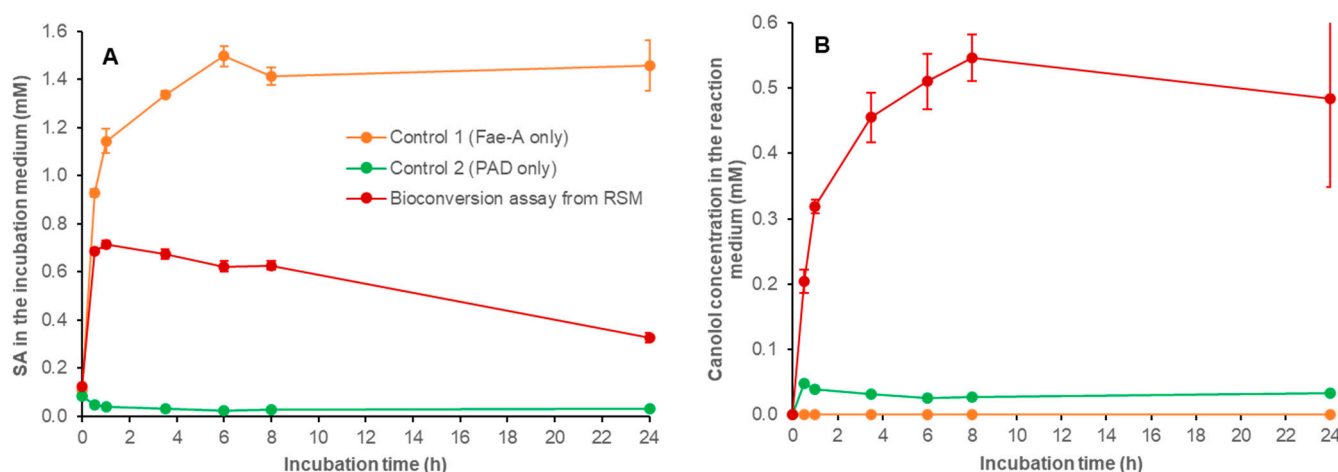 A
SA in the incubation medium (mM)
1.6
1.4
1.2
1.0
0.8
0.6
0.4
0.2
0.0
Control 1 (Fae-A only)
Control 2 (PAD only)
Bioconversion assay from RSM
0 2 4 6 8 10 12 14 16 18 20 22 24
Incubation time (h)
B
Canolol concentration in the reaction
medium (mM)
0.6
0.5
0.4
0.3
0.2
0.1
0.0
0 2 4 6 8 10 12 14 16 18 20 22 24
Incubation time (h)